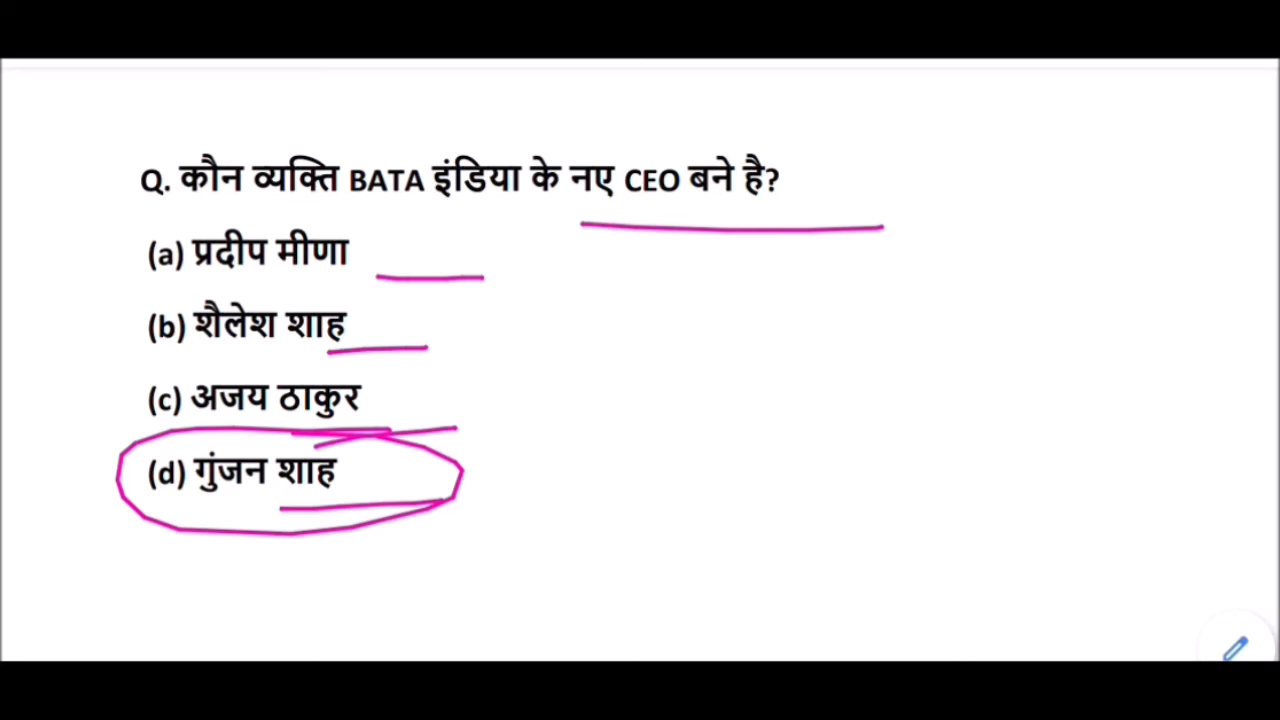 Q. कौन व्यक्ति BATA इंडिया के नए CEO बने है?
(a) प्रदीप मीणा
(b) शैलेश शाह
(c) अजय ठाकुर
(d) गुंजन शाह